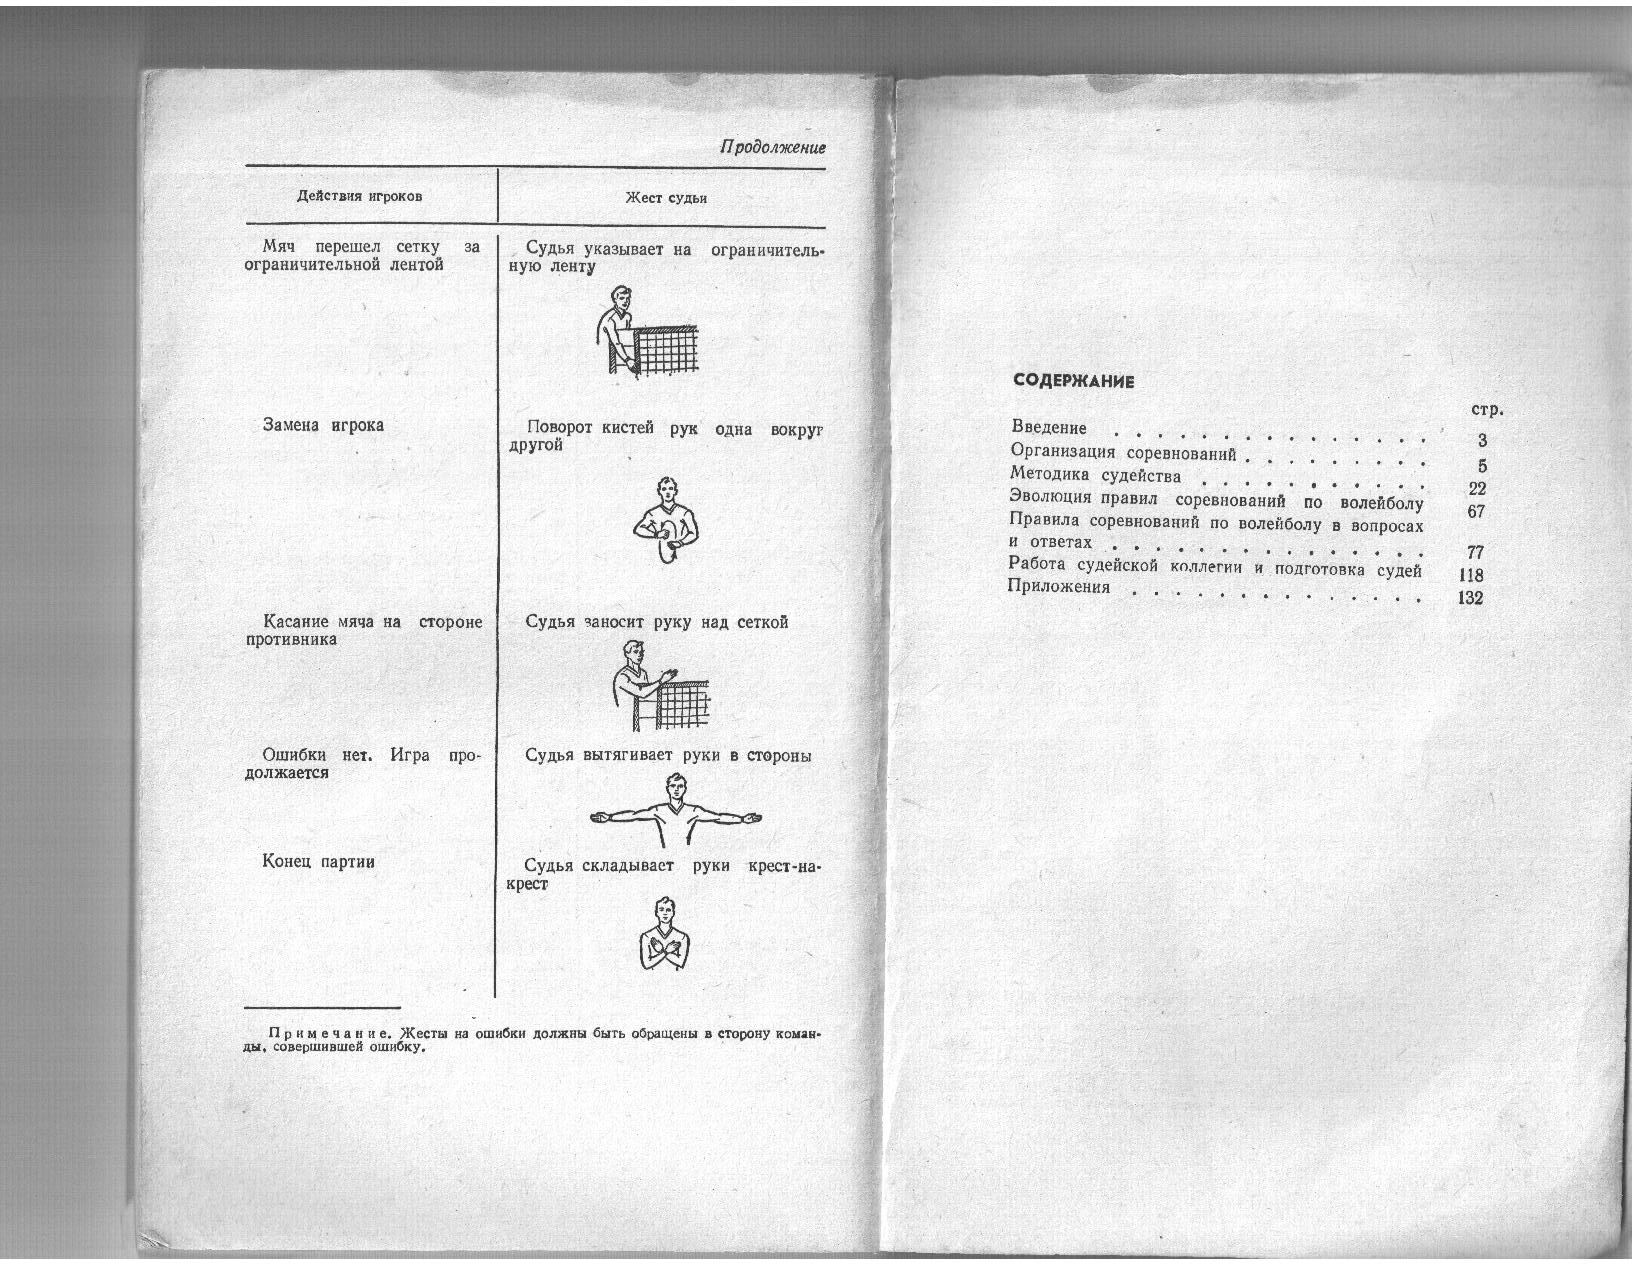 Продолжение
Действия игроков
Жест судьи
Мяч перешел сетку за
ограничительной лентой
Судья указывает на ограничитель-
ную ленту
Замена игрока
Поворот кистей рук одна вокруг
другой
Касание мяча на стороне
противника
Судья заносит руку над сеткой
Ошибки нет. Игра про-
должается
Судья вытягивает руки в стороны
Конец партии
Судья складывает руки крест-на-
крест
Примечание. Жесты на ошибки должны быть обращены в сторону коман-
ды, совершившей ошибку.
СОДЕРЖАНИЕ
стр.
Введение . . . . . . . . . . . . . . . 3
Организация соревнований . . . . . . . . . 5
Методика судейства . . . . . . . . . . . 22
Эволюция правил соревнований по волейболу 67
Правила соревнований по волейболу в вопросах
и ответах . . . . . . . . . . . . . . . 77
Работа судейской коллегии и подготовка судей 118
Приложения . . . . . . . . . . . . . . 132